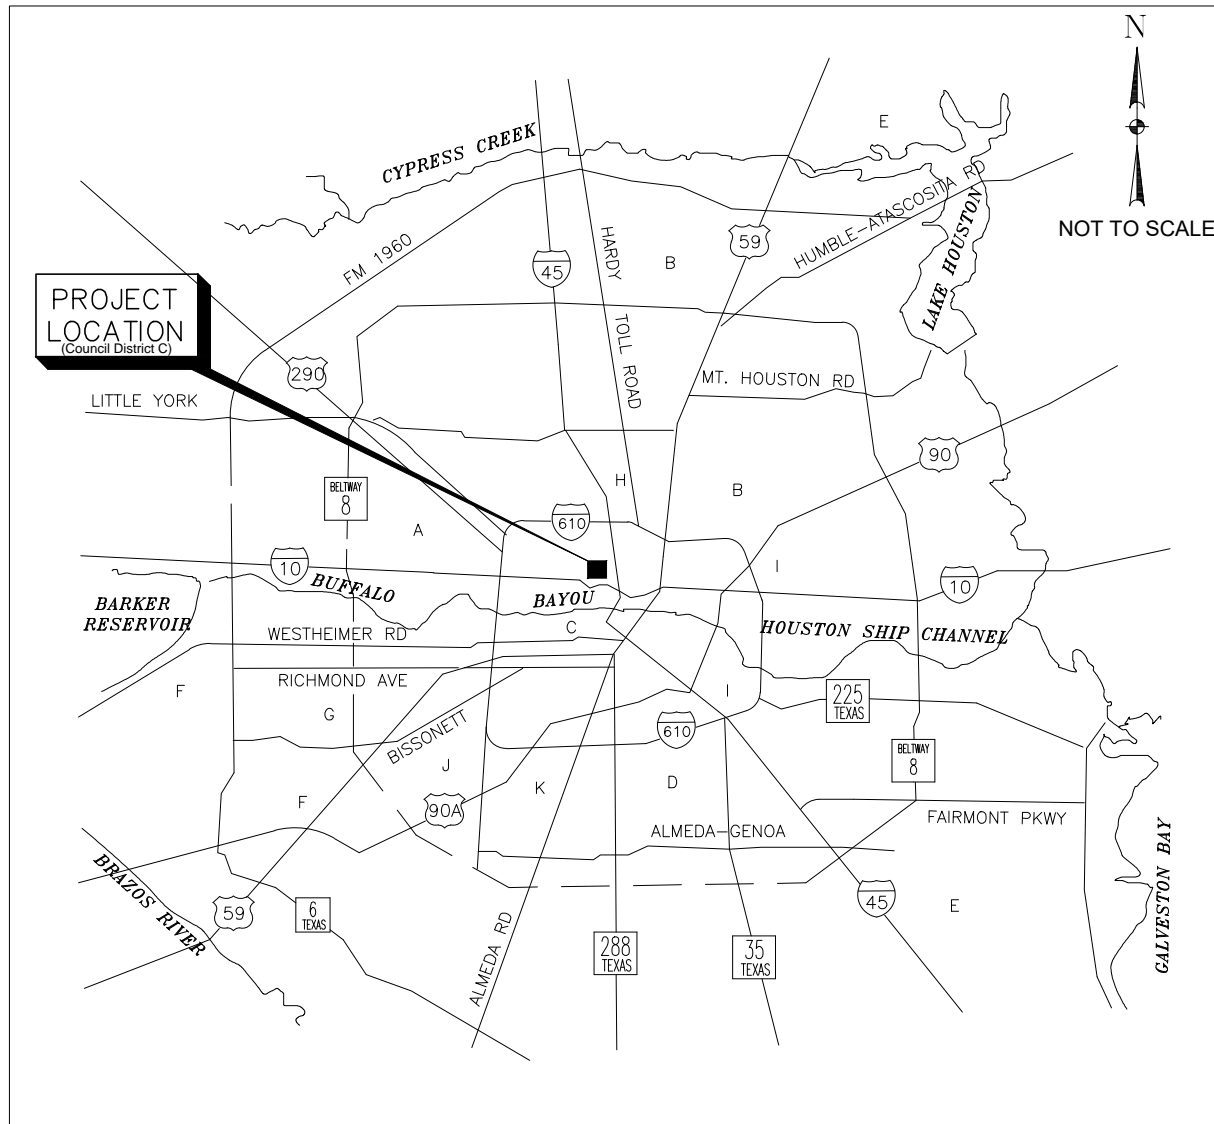 N
E
CYPRESS CREEK
HUMBLE-ATASCOSITA RD
NOT TO SCALE
59
FM 1960
45
HARDY
TOLL ROAD
B
LAKE HOUSTON
PROJECT
LOCATION
(Council District C)
290
MT. HOUSTON RD
LITTLE YORK
90
H
B
BELTWAY
8
610
A
I
10
BUFFALO
BAYOU
10
BARKER
RESERVOIR
WESTHEIMER RD
C
HOUSTON SHIP CHANNEL
RICHMOND AVE
F
G
I
225
TEXAS
BISSONETT
610
BELTWAY
8
J
F
90A
K
D
ALMEDA-GENOA
FAIRMONT PKWY
BRAZOS RIVER
59
6
TEXAS
ALMEDA RD
288
TEXAS
35
TEXAS
45
E
GALVESTON BAY